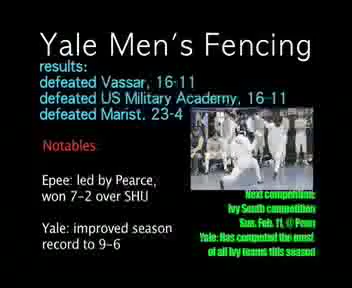 Yale Men's Fencing
results:
defeated Vassar, 16-11
defeated US Military Academy, 16-11
defeated Marist. 23-4
Notables:
Epee: led by Pearce,
won 7-2 over SHU
Yale: improved season
record to 9-6
Next competition:
Ivy South competition
Sun. Feb. 11, @ Penn
Yale: Has competed the most
of all Ivy teams this season